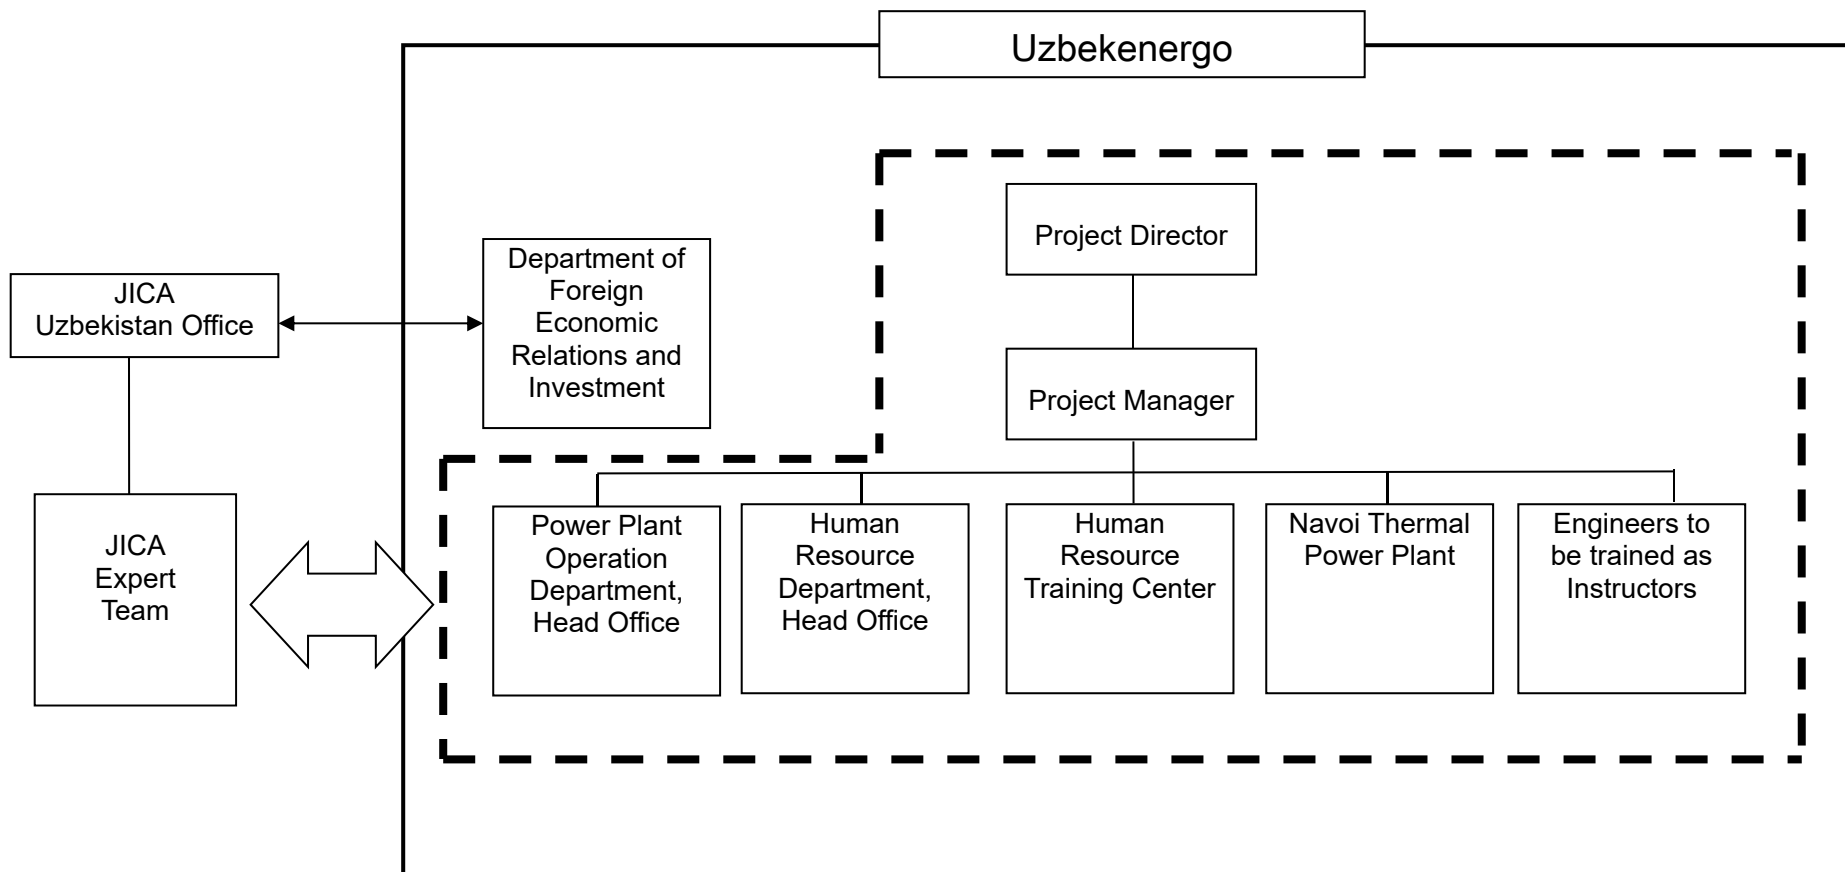 Uzbekenergo
Project Director
Department of
Foreign
Economic
Relations and
Investment
JICA
Uzbekistan Office
Project Manager
JICA
Expert
Team
Power Plant
Operation
Department,
Head Office
Human
Resource
Department,
Head Office
Human
Resource
Training Center
Navoi Thermal
Power Plant
Engineers to
be trained as
Instructors